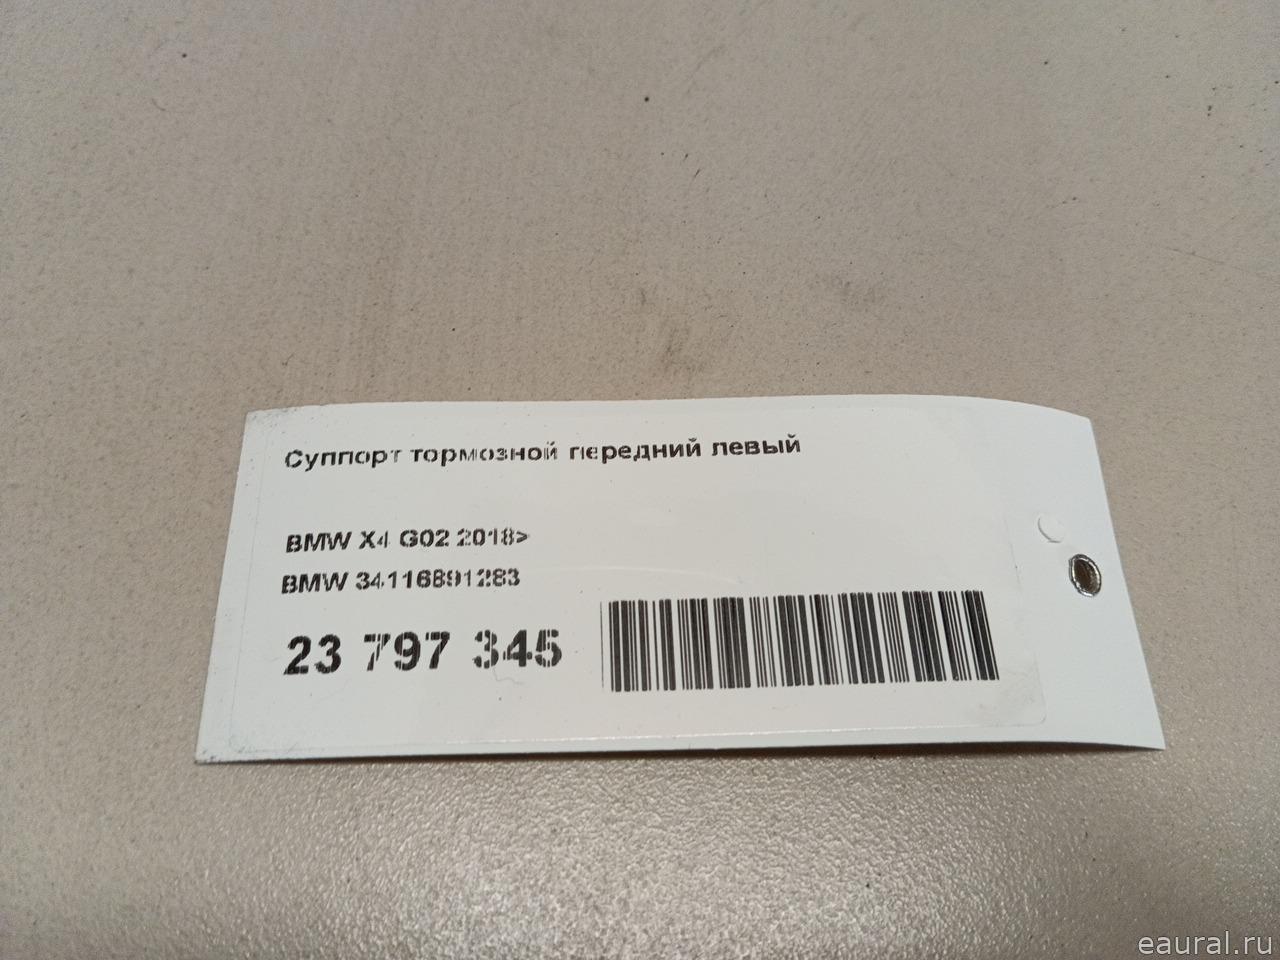 Суппорт тормозной передний левый
BMW X4 G02 2018>
BMW 34116891283
23 797 345
eaural.ru